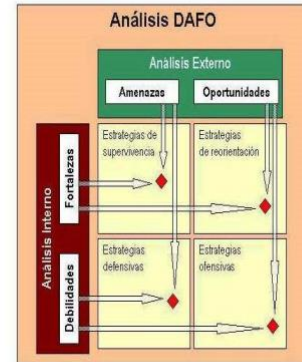 Análisis DAFO
Análisis Externo
Amenazas
Oportunidades
Análisis Interno
Fortalezas
Debilidades
Estrategias de
supervivencia
Estrategias
de reorientación
Estrategias
defensivas
Estrategias
ofensivas